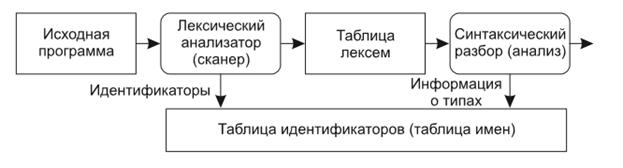 Исходная
программа
Лексический
анализатор
(сканер)
Таблица
лексем
Синтаксический
разбор (анализ)
Идентификаторы
Информация
о типах
Таблица идентификаторов (таблица имен)